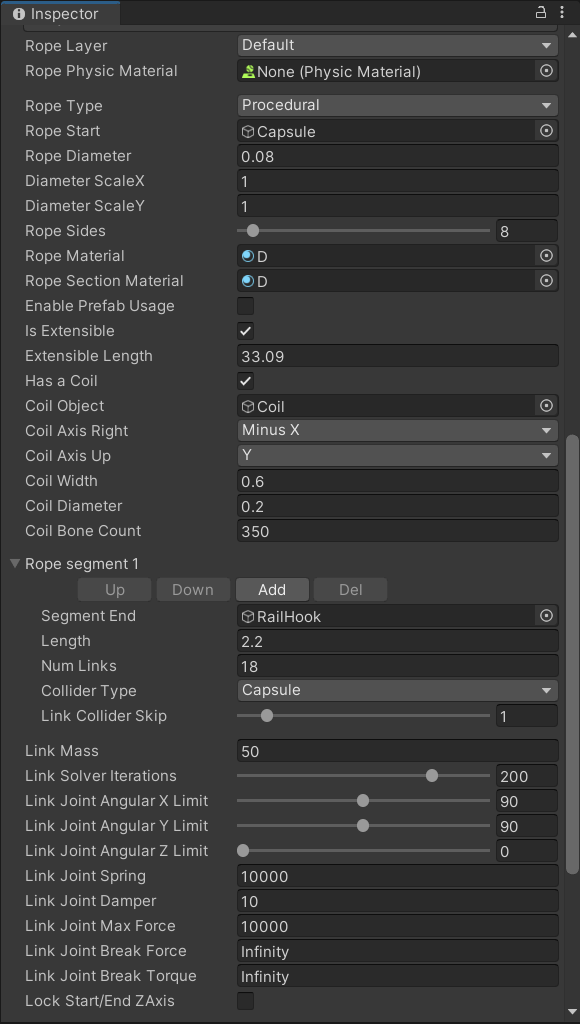 Inspector
Rope Layer Default
Rope Physic Material None (Physic Material)
Rope Type Procedural
Rope Start Capsule
Rope Diameter 0.08
Diameter ScaleX 1
Diameter ScaleY 1
Rope Sides 8
Rope Material D
Rope Section Material D
Enable Prefab Usage
Is Extensible
Extensible Length 33.09
Has a Coil
Coil Object Coil
Coil Axis Right Minus X
Coil Axis Up Y
Coil Width 0.6
Coil Diameter 0.2
Coil Bone Count 350
Rope segment 1
Up Down Add Del
Segment End RailHook
Length 2.2
Num Links 18
Collider Type Capsule
Link Collider Skip 1
Link Mass 50
Link Solver Iterations 200
Link Joint Angular X Limit 90
Link Joint Angular Y Limit 90
Link Joint Angular Z Limit 0
Link Joint Spring 10000
Link Joint Damper 10
Link Joint Max Force 10000
Link Joint Break Force Infinity
Link Joint Break Torque Infinity
Lock Start/End ZAxis